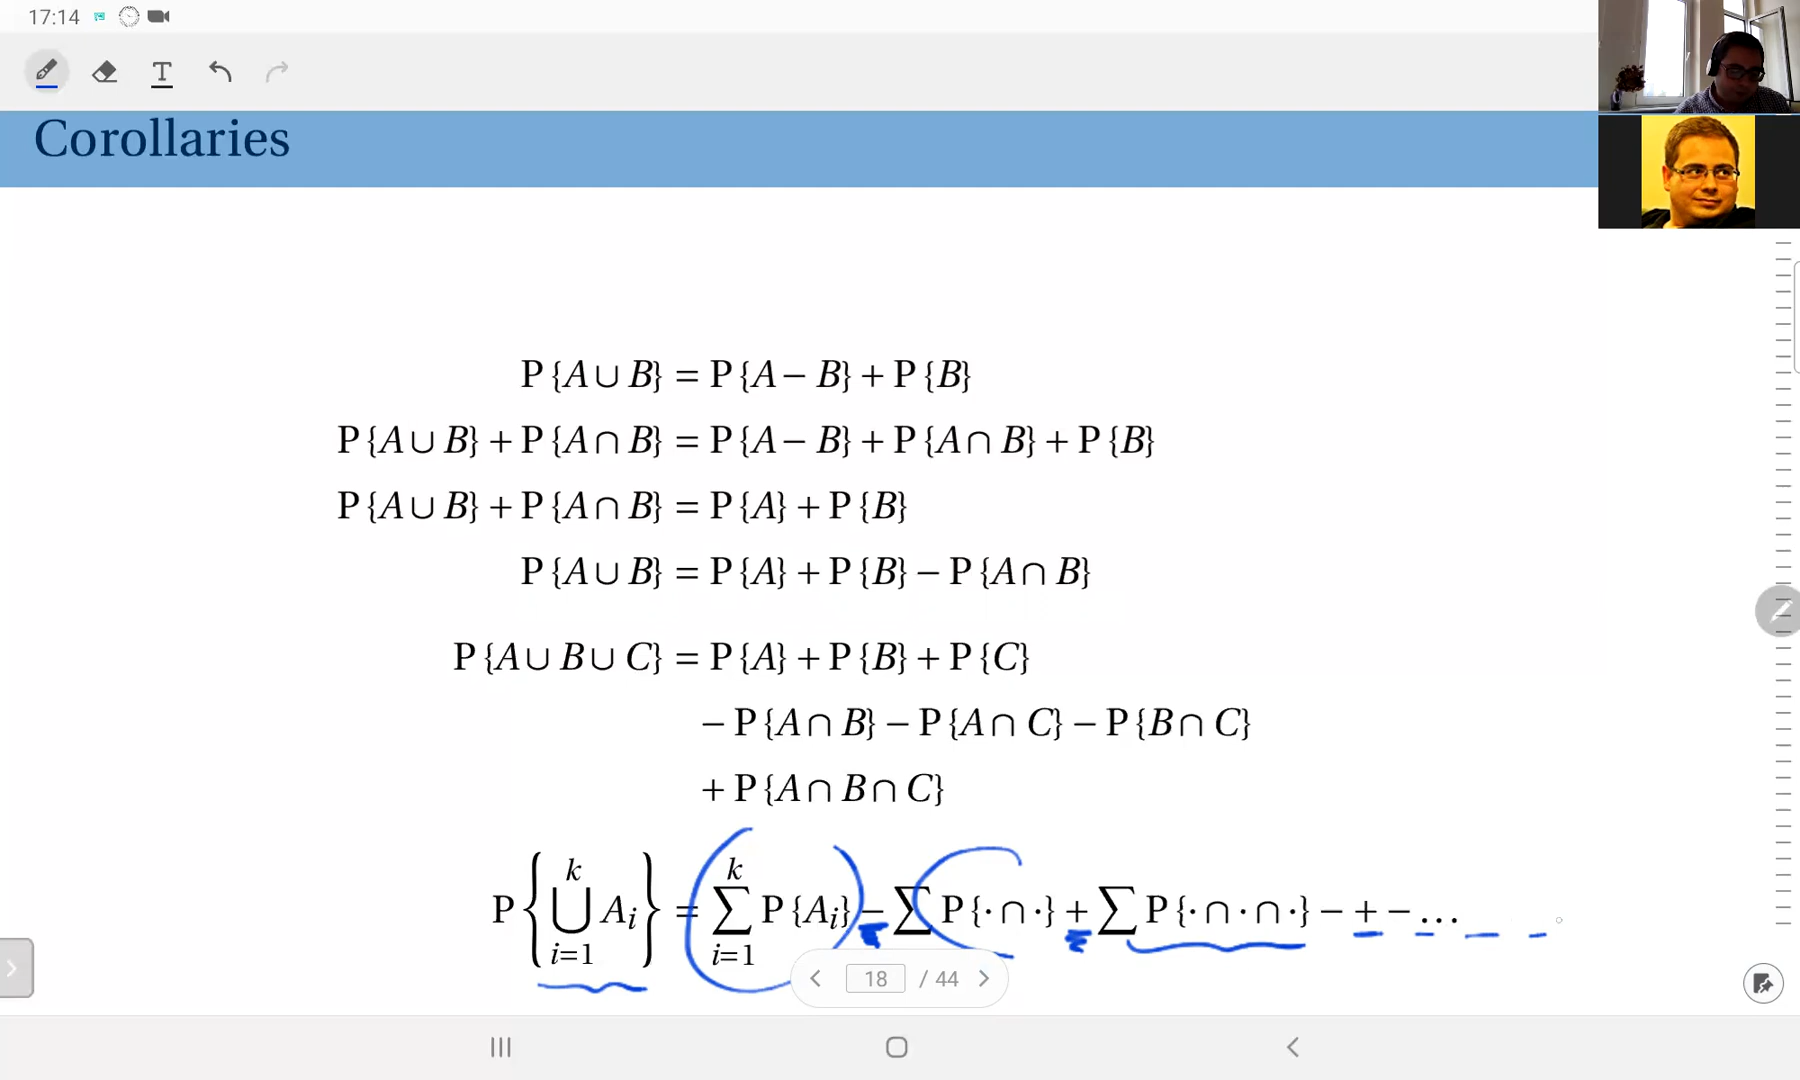 17:14
T
Corollaries
P{A∪B} = P{A−B} + P{B}
P{A∪B} + P{A∩B} = P{A−B} + P{A∩B} + P{B}
P{A∪B} + P{A∩B} = P{A} + P{B}
P{A∪B} = P{A} + P{B} − P{A∩B}
P{A∪B∪C} = P{A} + P{B} + P{C}
− P{A∩B} − P{A∩C} − P{B∩C}
+ P{A∩B∩C}
P{⋃_{i=1}^{k} A_i} = ∑_{i=1}^{k} P{A_i} − ∑ P{·∩·} + ∑ P{·∩·∩·} − + − …
18 / 44